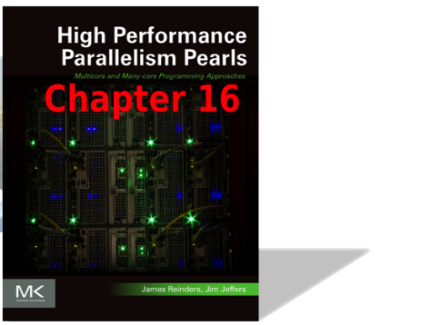 High Performance
Parallelism Pearls
Multicore and Many-core Programming Approaches
Chapter 16
MK
James Reinders, Jim Jeffers